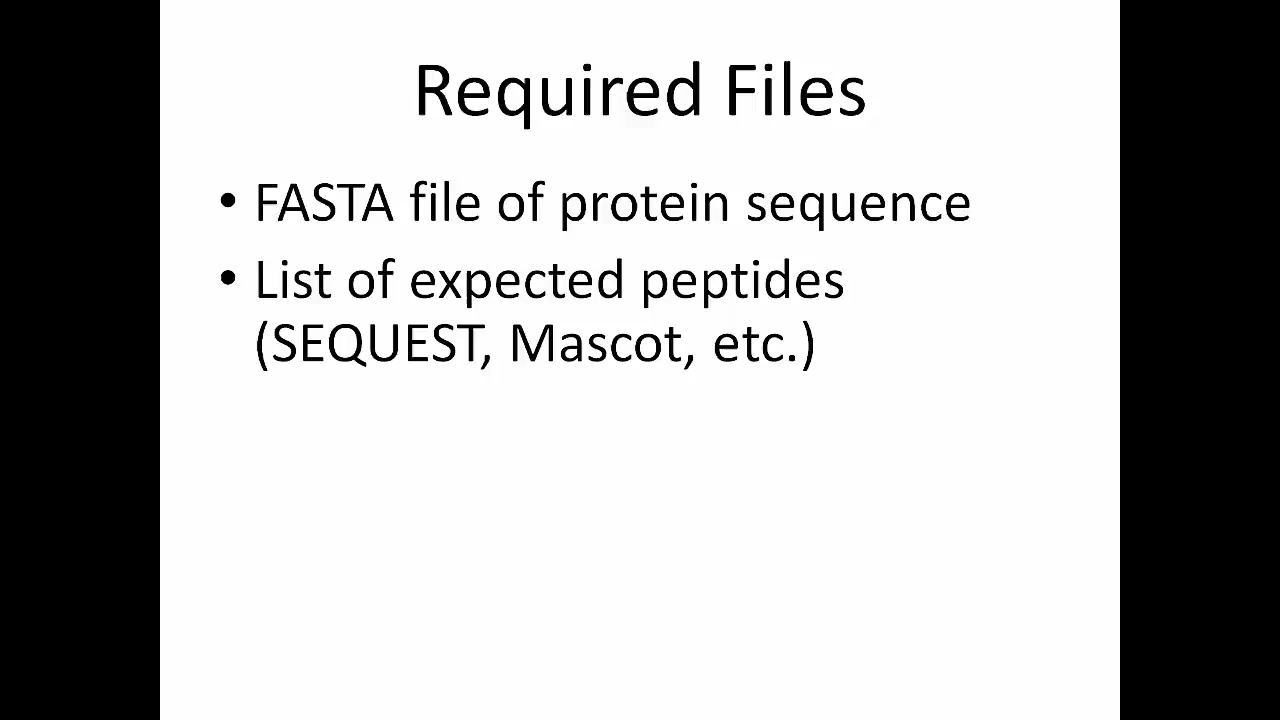 Required Files
• FASTA file of protein sequence
• List of expected peptides
(SEQUEST, Mascot, etc.)